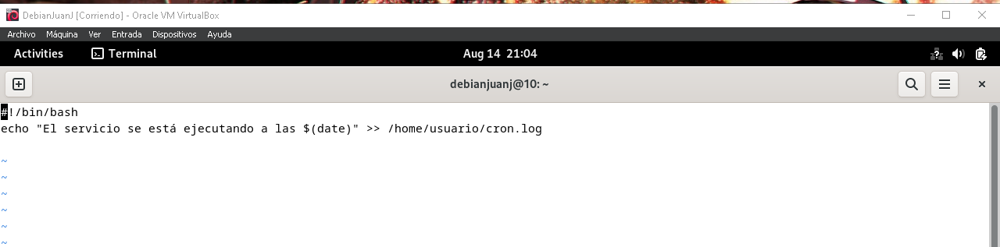 DebianJuanJ [Corriendo] - Oracle VM VirtualBox
Archivo Máquina Ver Entrada Dispositivos Ayuda
Activities Terminal Aug 14 21:04
debianjuanj@10: ~
#!/bin/bash
echo "El servicio se está ejecutando a las $(date)" >> /home/usuario/cron.log
~
~
~
~
~
~